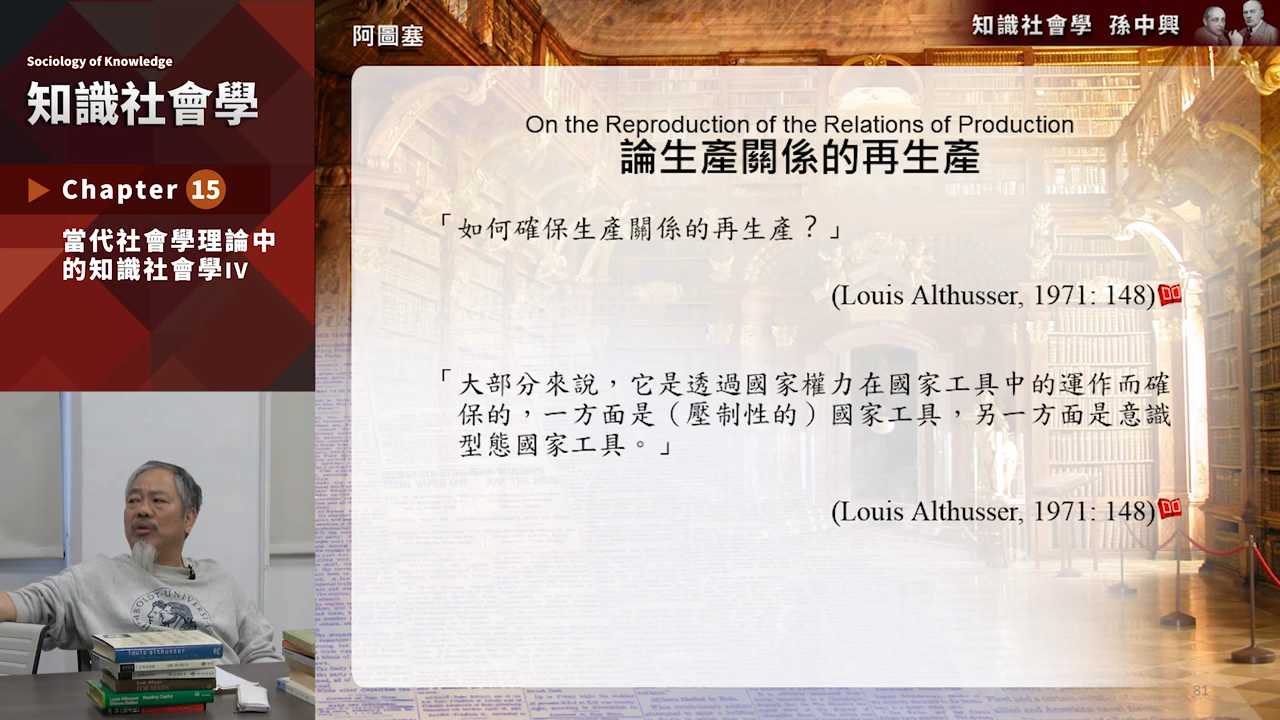 Sociology of Knowledge
知識社會學
Chapter 15
當代社會學理論中
的知識社會學IV
阿圖塞
知識社會學 孫中興
On the Reproduction of the Relations of Production
論生產關係的再生產
「如何確保生產關係的再生產？」
(Louis Althusser, 1971: 148)
「大部分來說，它是透過國家權力在國家工具中的運作而確
保的，一方面是（壓制性的）國家工具，另一方面是意識
型態國家工具。」
(Louis Althusser, 1971: 148)
81
louis althusser
FOR MARX
Reading Capital